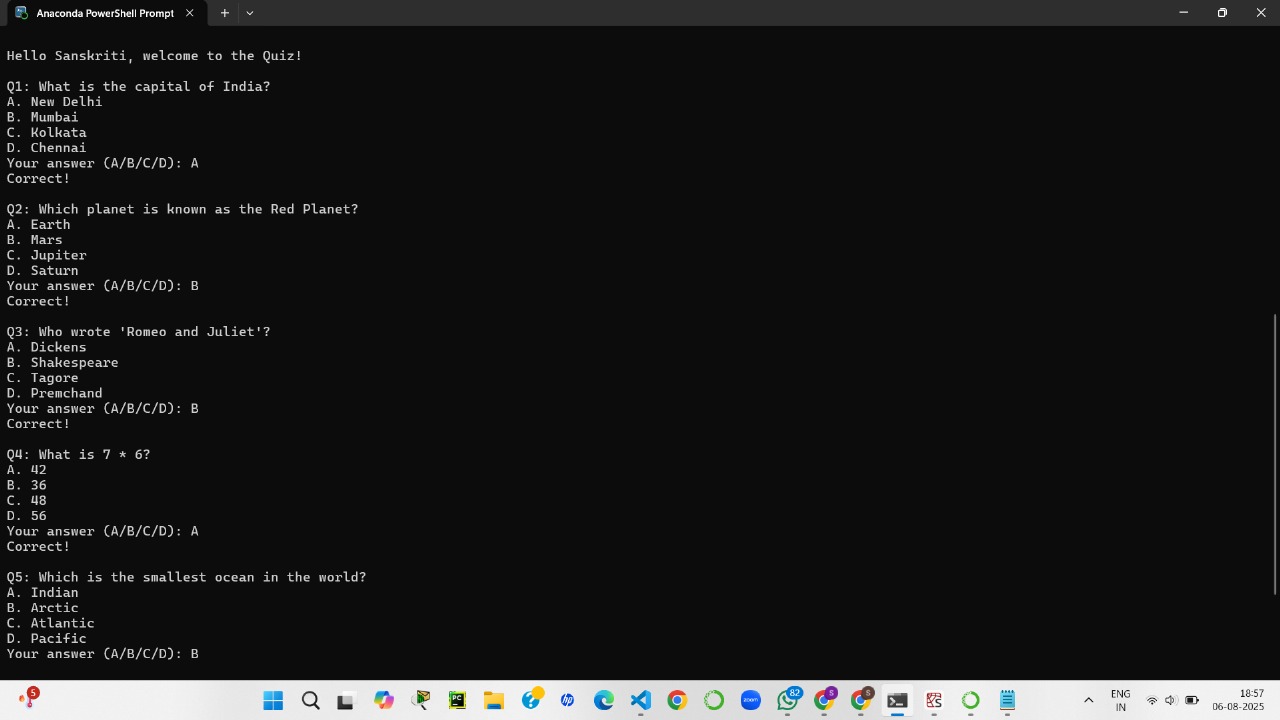 Anaconda PowerShell Prompt
Hello Sanskriti, welcome to the Quiz!
Q1: What is the capital of India?
A. New Delhi
B. Mumbai
C. Kolkata
D. Chennai
Your answer (A/B/C/D): A
Correct!
Q2: Which planet is known as the Red Planet?
A. Earth
B. Mars
C. Jupiter
D. Saturn
Your answer (A/B/C/D): B
Correct!
Q3: Who wrote 'Romeo and Juliet'?
A. Dickens
B. Shakespeare
C. Tagore
D. Premchand
Your answer (A/B/C/D): B
Correct!
Q4: What is 7 * 6?
A. 42
B. 36
C. 48
D. 56
Your answer (A/B/C/D): A
Correct!
Q5: Which is the smallest ocean in the world?
A. Indian
B. Arctic
C. Atlantic
D. Pacific
Your answer (A/B/C/D): B
5
PC
hp
zoom
82
S
S
ENG
IN
18:57
06-08-2025